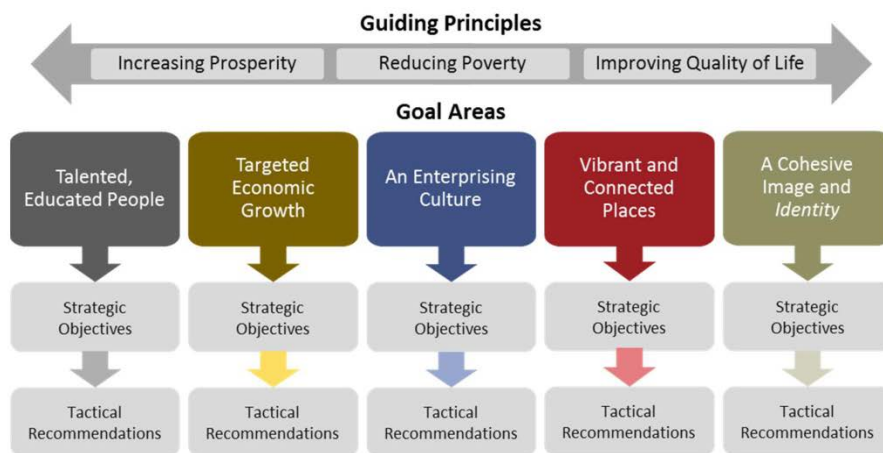 Guiding Principles
Increasing Prosperity
Reducing Poverty
Improving Quality of Life
Goal Areas
Talented,
Educated People
Targeted
Economic
Growth
An Enterprising
Culture
Vibrant and
Connected
Places
A Cohesive
Image and
Identity
Strategic
Objectives
Strategic
Objectives
Strategic
Objectives
Strategic
Objectives
Strategic
Objectives
Tactical
Recommendations
Tactical
Recommendations
Tactical
Recommendations
Tactical
Recommendations
Tactical
Recommendations